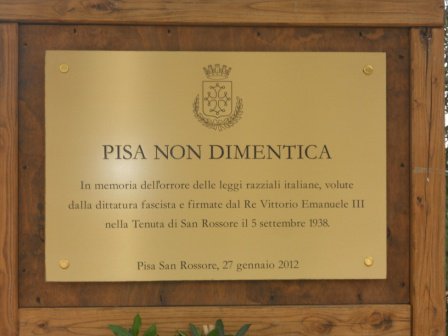 PISA NON DIMENTICA
In memoria dell'orrore delle leggi razziali italiane, volute
dalla dittatura fascista e firmate dal Re Vittorio Emanuele III
nella Tenuta di San Rossore il 5 settembre 1938.
Pisa San Rossore, 27 gennaio 2012